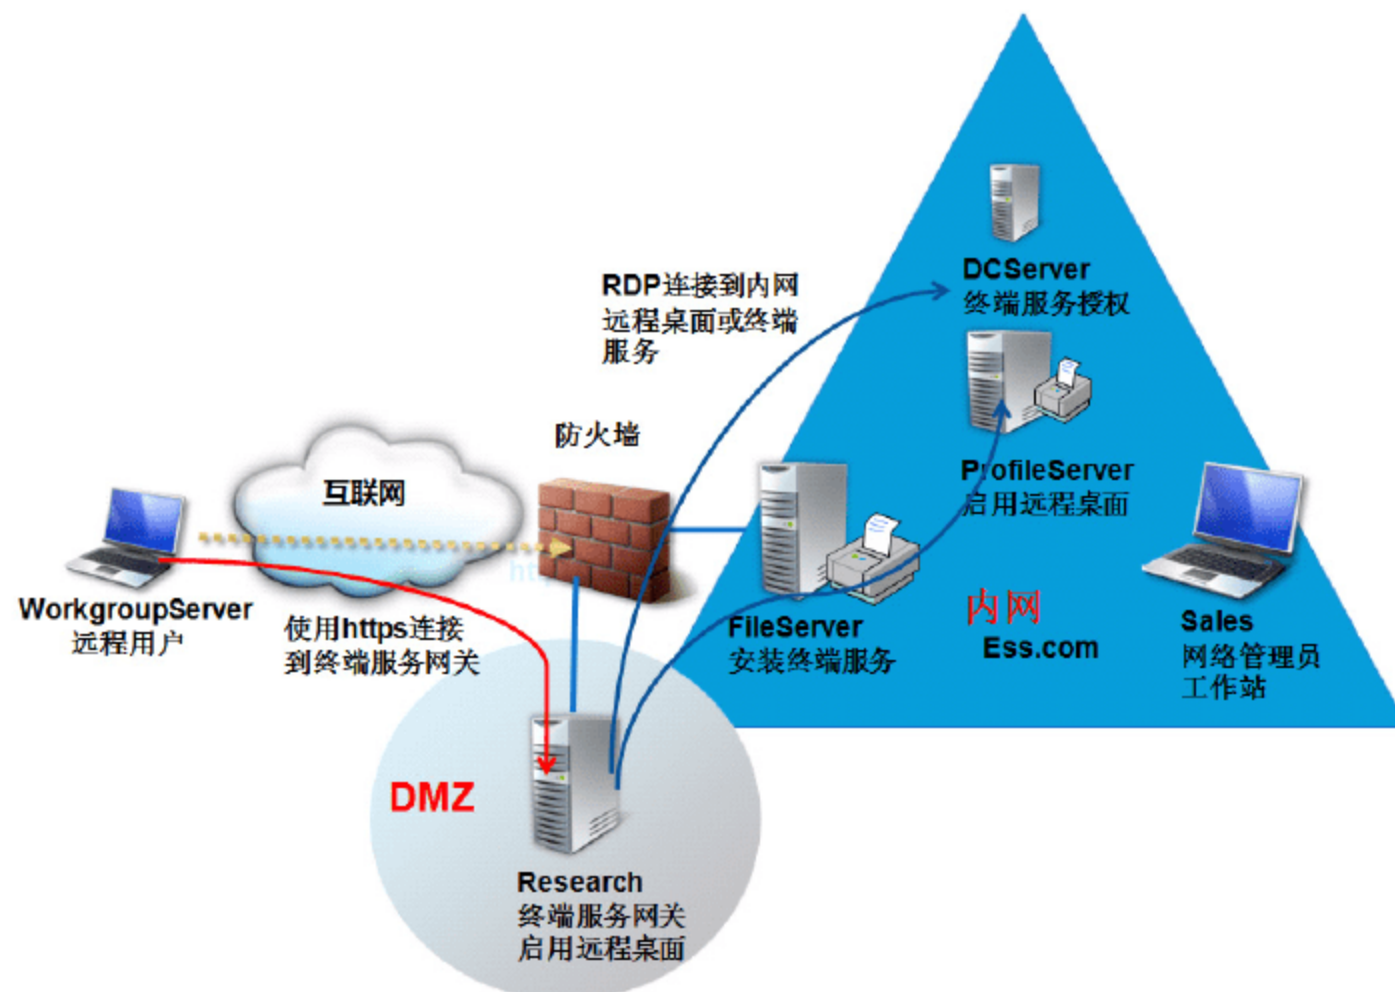 DCServer
终端服务授权
RDP连接到内网
远程桌面或终端
服务
防火墙
ProfileServer
启用远程桌面
互联网
WorkgroupServer
远程用户
使用https连接
到终端服务网关
FileServer
安装终端服务
内网
Ess.com
Sales
网络管理员
工作站
DMZ
Research
终端服务网关
启用远程桌面